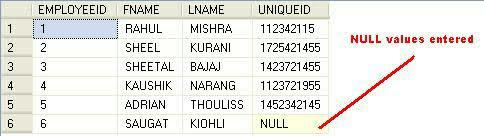 EMPLOYEEID FNAME LNAME UNIQUEID
1 1 RAHUL MISHRA 112342115
2 2 SHEEL KURANI 1725421455
3 3 SHEETAL BAJAJ 1423721455
4 4 KAUSHIK NARANG 1123721955
5 5 ADRIAN THOULISS 1452342145
6 6 SAUGAT KIOHLI NULL
NULL values entered